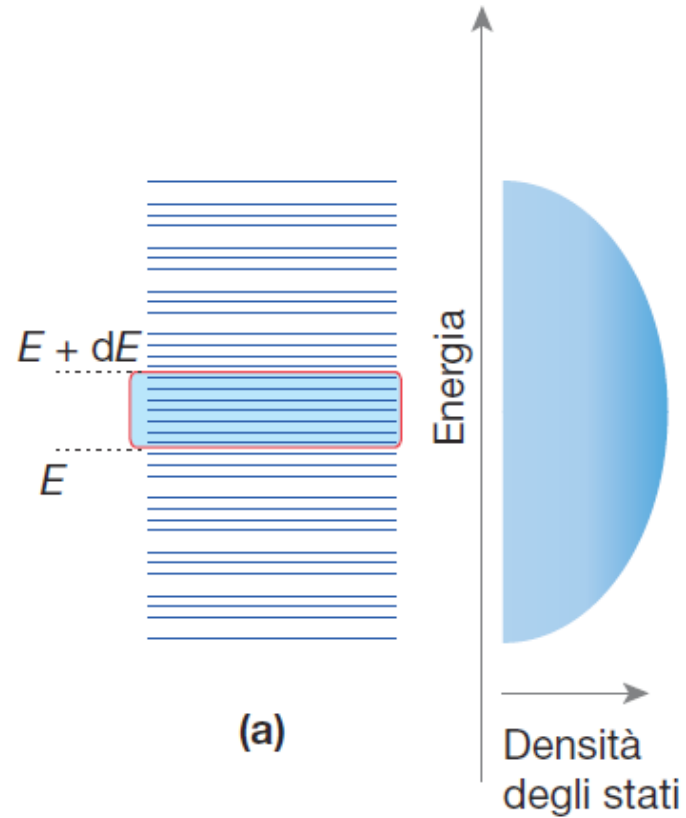 E + dE
E
Energia
(a)
Densità
degli stati